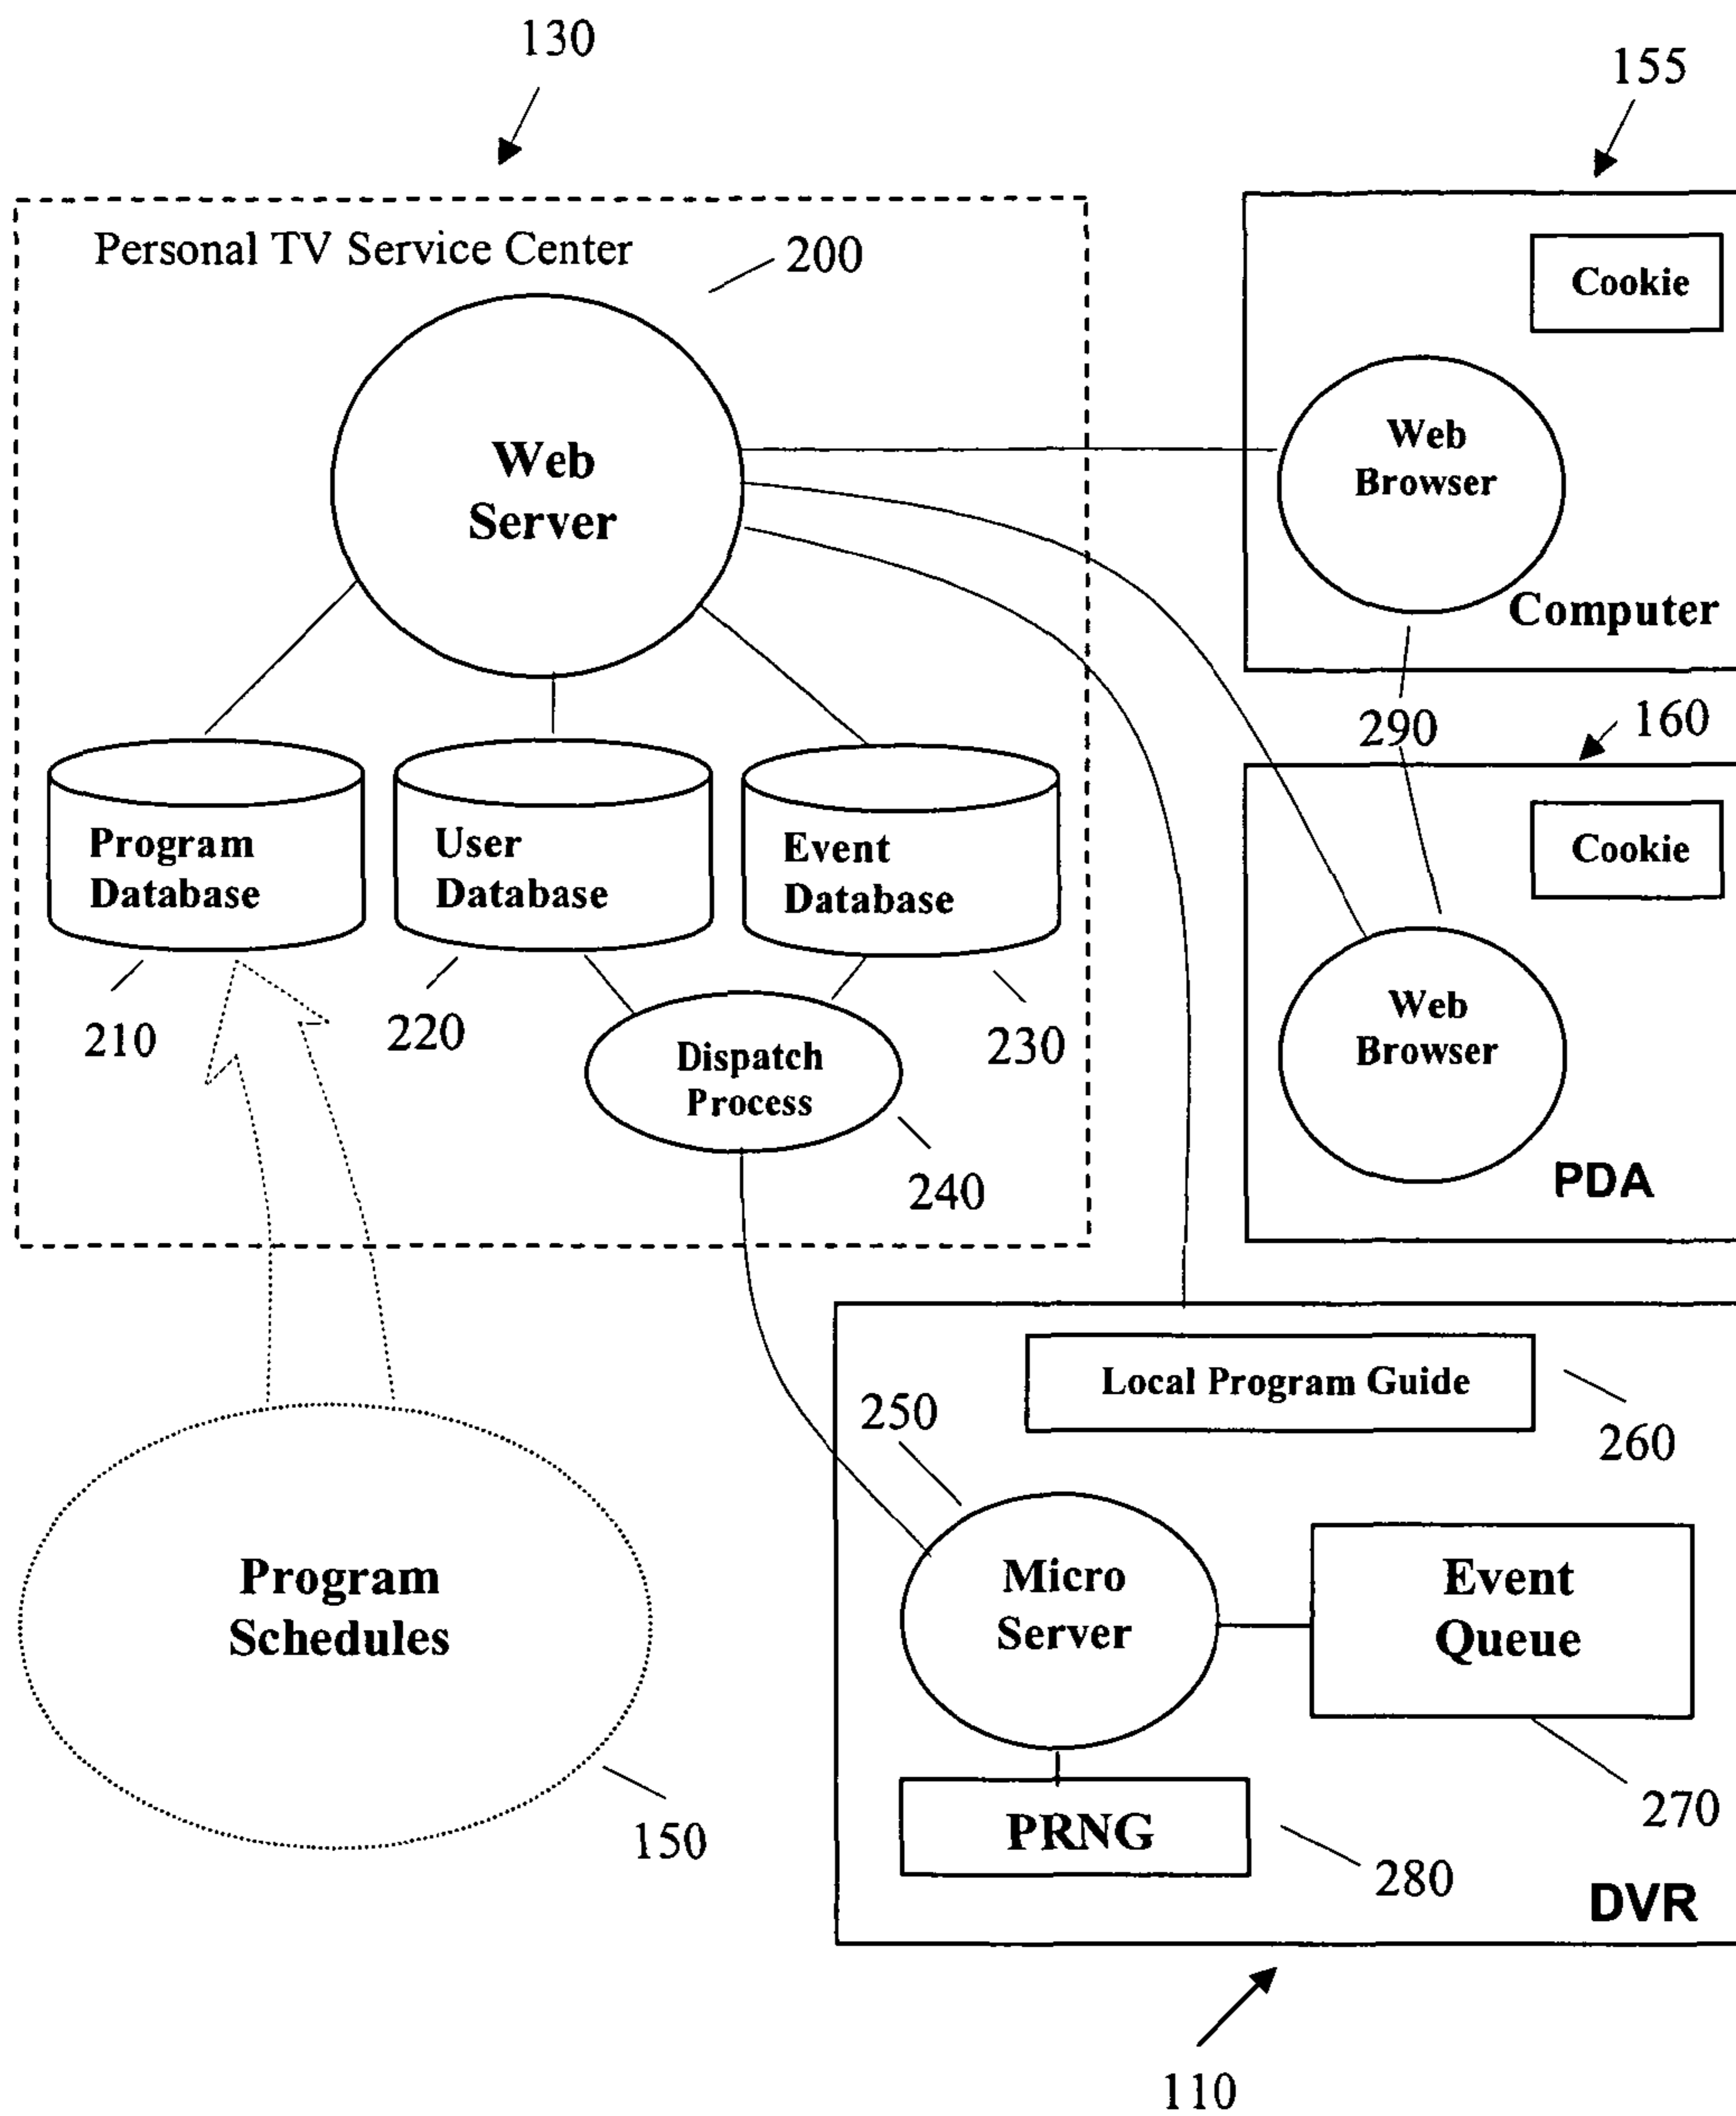 130
155
Personal TV Service Center
200
Cookie
Web
Server
Web
Browser
Computer
290
160
Program
Database
User
Database
Event
Database
Cookie
210
220
230
Dispatch
Process
240
Web
Browser
PDA
Local Program Guide
250
260
Program
Schedules
Micro
Server
Event
Queue
150
PRNG
270
280
DVR
110